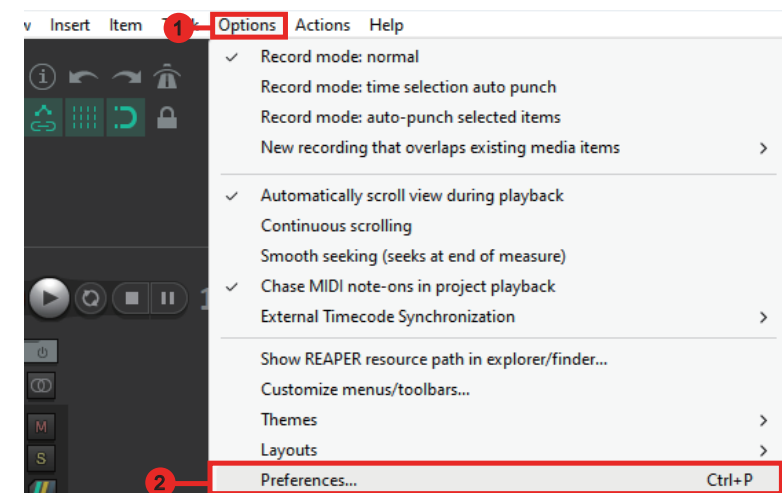 Insert Item Options Actions Help
1
Record mode: normal
Record mode: time selection auto punch
Record mode: auto-punch selected items
New recording that overlaps existing media items
Automatically scroll view during playback
Continuous scrolling
Smooth seeking (seeks at end of measure)
Chase MIDI note-ons in project playback
External Timecode Synchronization
Show REAPER resource path in explorer/finder...
Customize menus/toolbars...
Themes
Layouts
2 Preferences... Ctrl+P
M
S